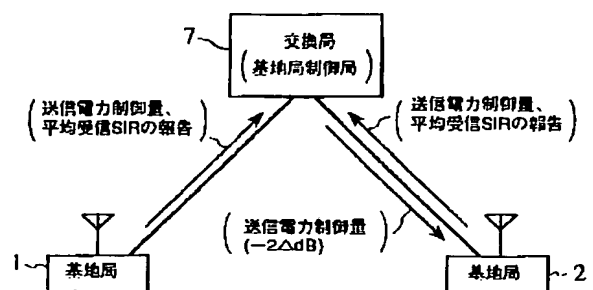 7
交換局
(基地局制御局)
(送信電力制御量、
平均受信SIRの報告)
(送信電力制御量、
平均受信SIRの報告)
(送信電力制御量
(−2△dB))
1
基地局
基地局
2